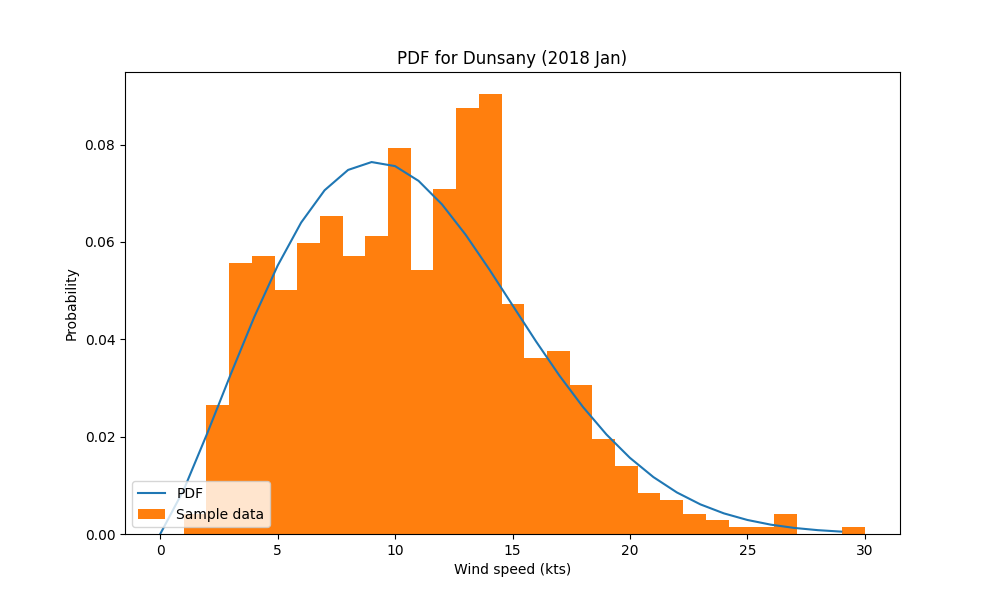 PDF for Dunsany (2018 Jan)
0.08
0.06
0.04
0.02
0.00
Probability
PDF
Sample data
0 5 10 15 20 25 30
Wind speed (kts)